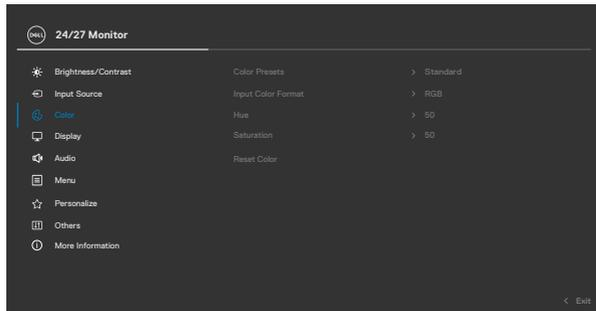 DELL
24/27 Monitor
Brightness/Contrast
Input Source
Color
Display
Audio
Menu
Personalize
Others
More Information
Color Presets > Standard
Input Color Format > RGB
Hue > 50
Saturation > 50
Reset Color
< Exit